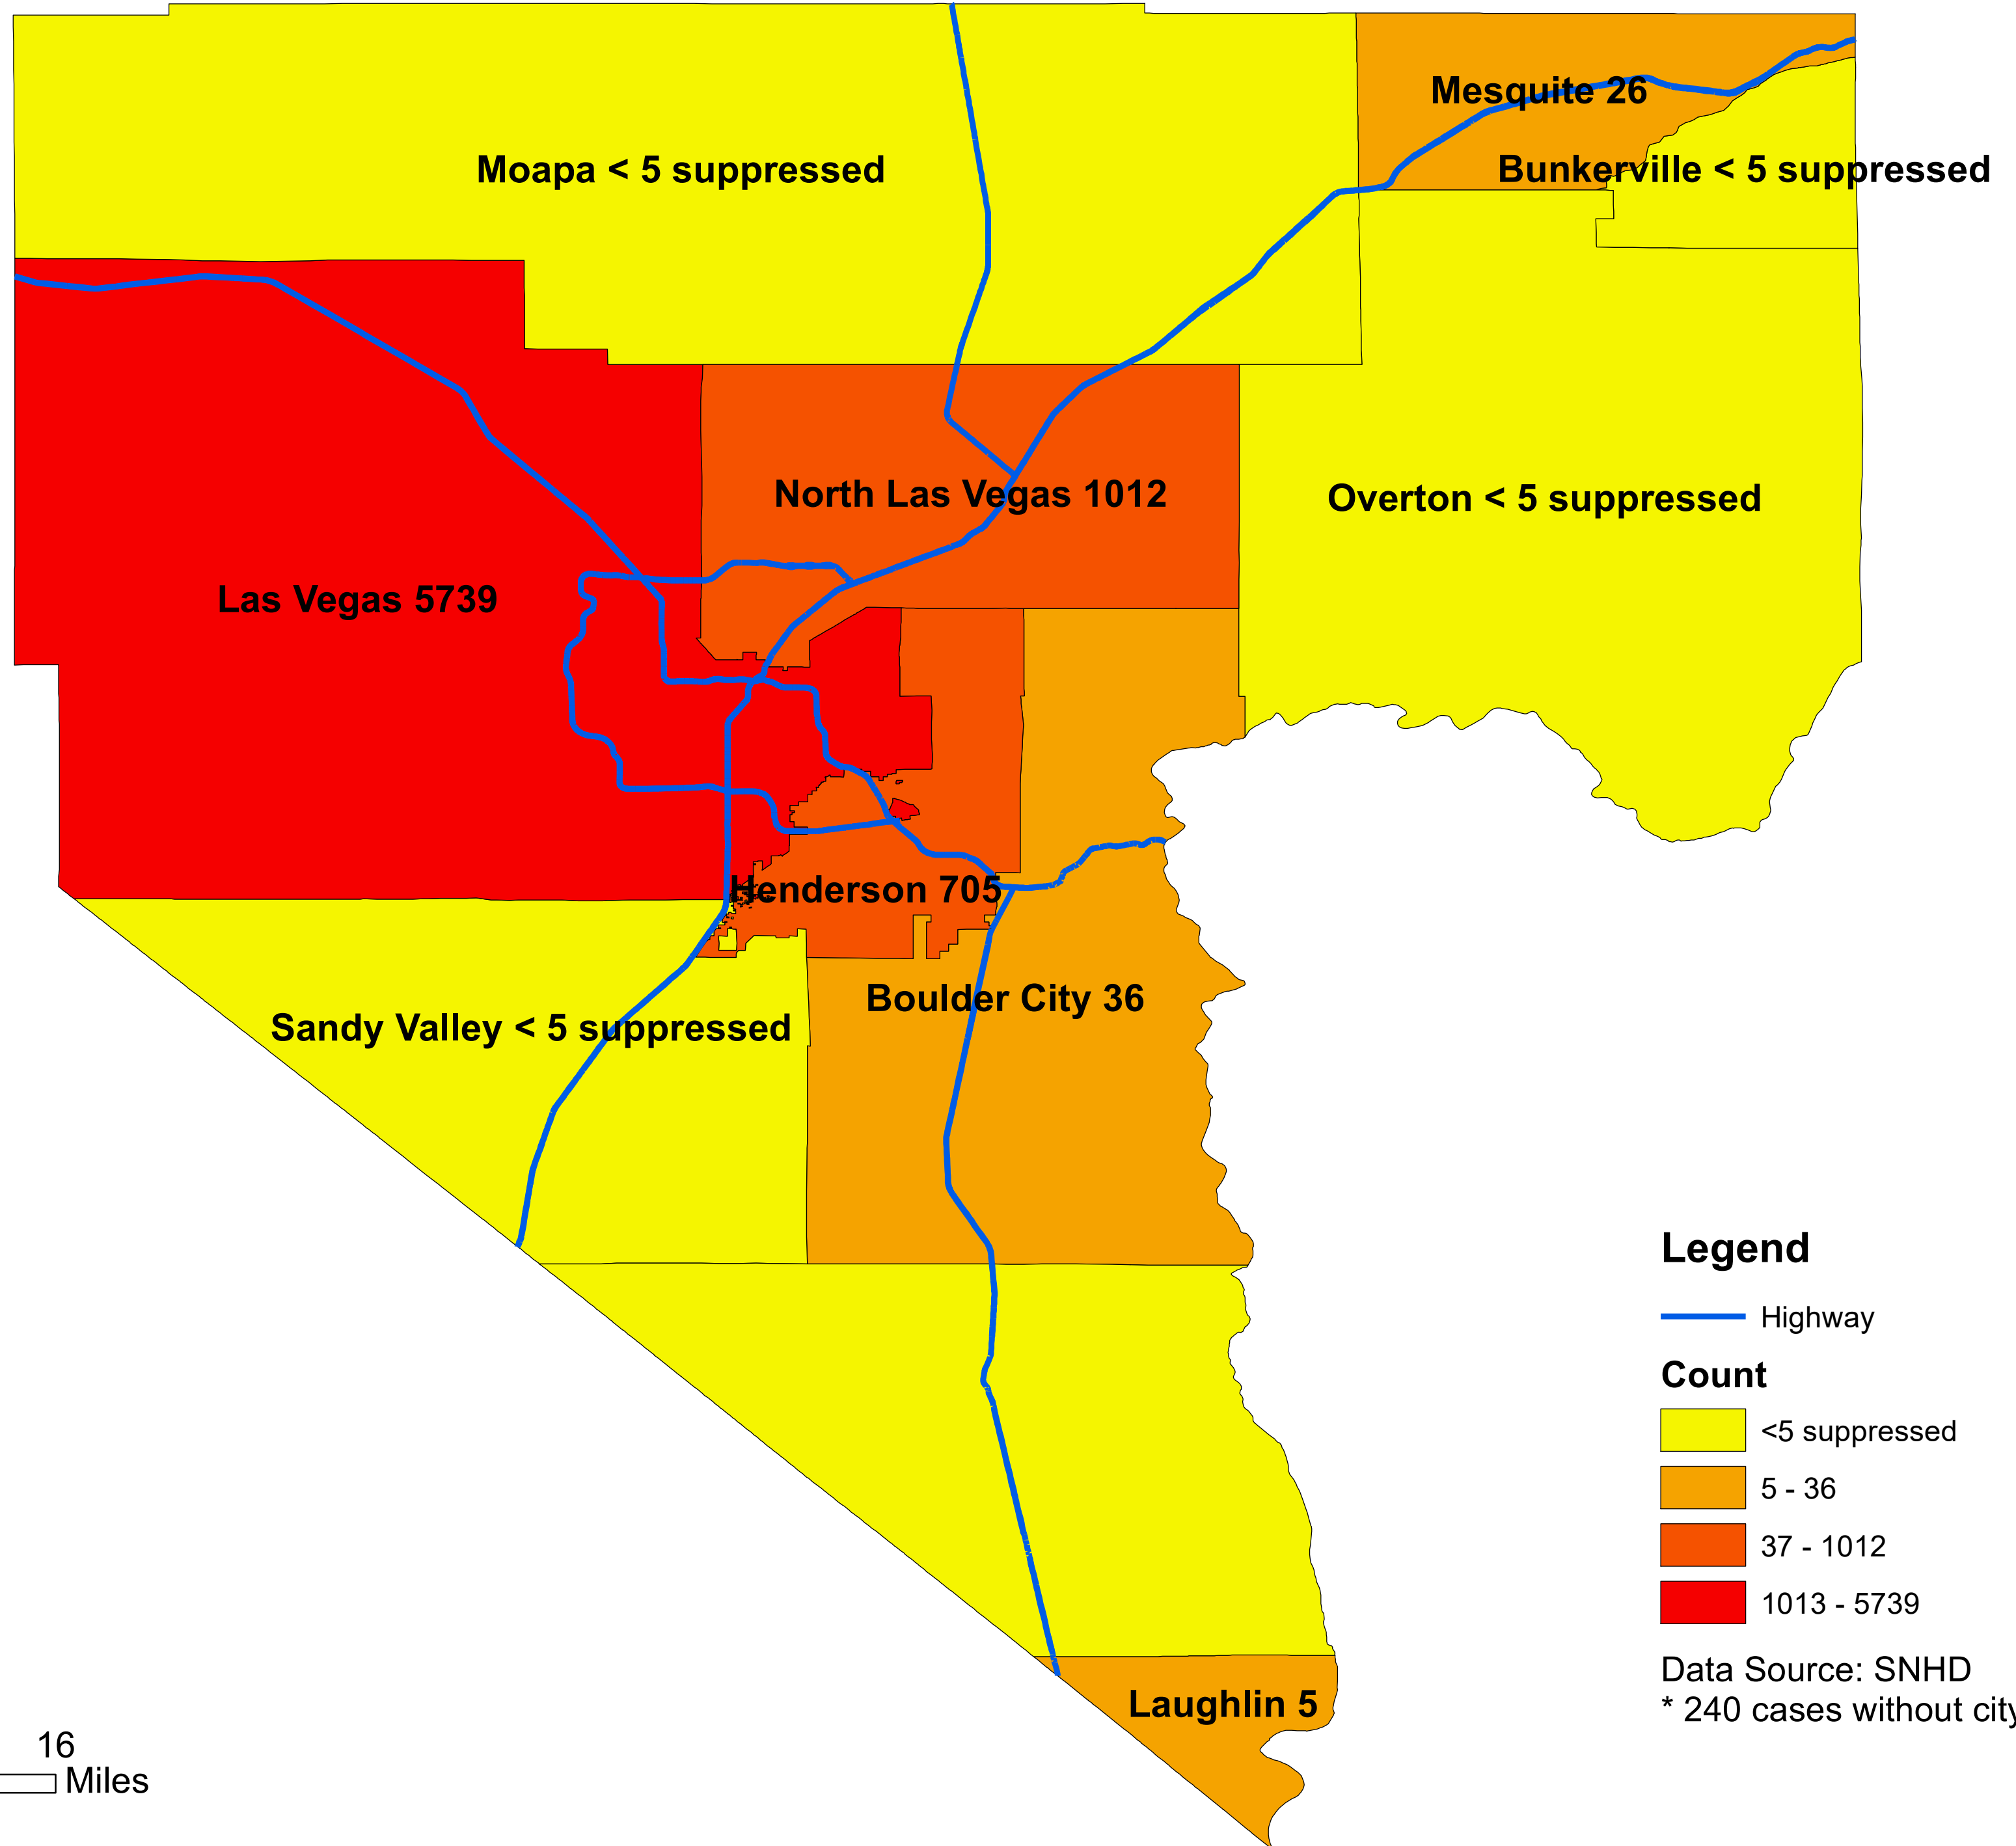 Mesquite 26
Moapa < 5 suppressed
Bunkerville < 5 suppressed
North Las Vegas 1012
Overton < 5 suppressed
Las Vegas 5739
Henderson 705
Boulder City 36
Sandy Valley < 5 suppressed
Laughlin 5
Legend
Highway
Count
<5 suppressed
5 - 36
37 - 1012
1013 - 5739
Data Source: SNHD
* 240 cases without city
16
Miles